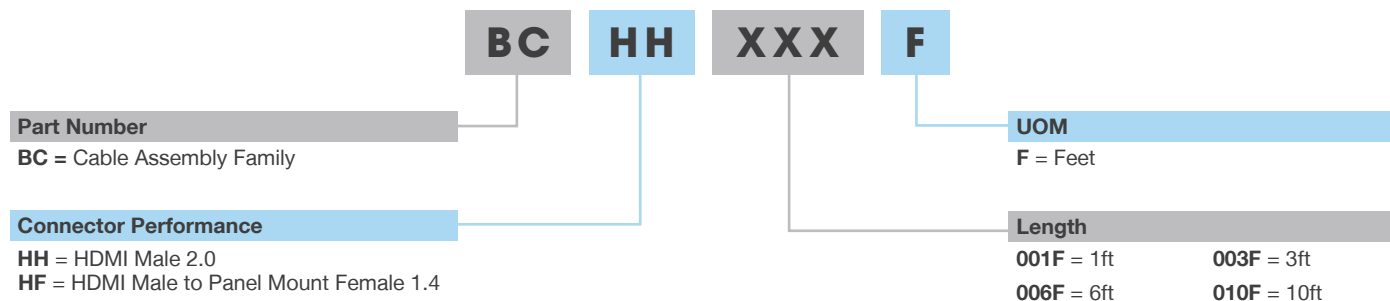 BC HH XXX F
Part Number
BC = Cable Assembly Family
Connector Performance
HH = HDMI Male 2.0
HF = HDMI Male to Panel Mount Female 1.4
UOM
F = Feet
Length
001F = 1ft 003F = 3ft
006F = 6ft 010F = 10ft